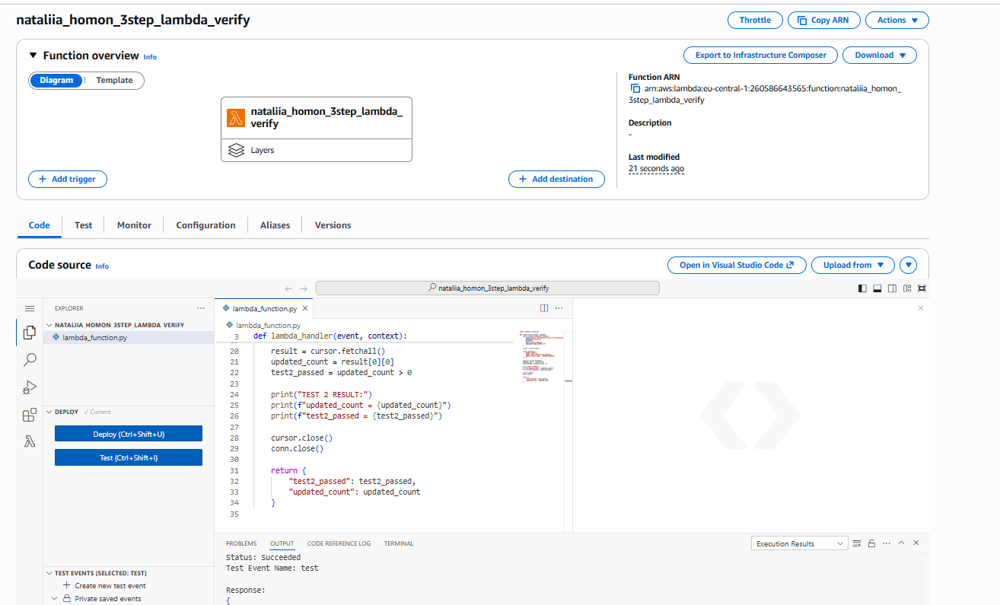 nataliia_homon_3step_lambda_verify
Throttle
Copy ARN
Actions
Function overview Info
Export to Infrastructure Composer
Download
Diagram
Template
nataliia_homon_3step_lambda_
verify
Layers
Add trigger
Add destination
Function ARN
arn:aws:lambda:eu-central-1:260586643565:function:nataliia_homon_
3step_lambda_verify
Description
-
Last modified
21 seconds ago
Code
Test
Monitor
Configuration
Aliases
Versions
Code source Info
Open in Visual Studio Code
Upload from
nataliia_homon_3step_lambda_verify
EXPLORER
NATALIIA_HOMON_3STEP_LAMBDA_VERIFY
lambda_function.py
DEPLOY Current
Deploy (Ctrl+Shift+U)
Test (Ctrl+Shift+I)
TEST EVENTS [SELECTED: TEST]
Create new test event
Private saved events
lambda_function.py
lambda_function.py
3 def lambda_handler(event, context):
20 result = cursor.fetchall()
21 updated_count = result[0][0]
22 test2_passed = updated_count > 0
23
24 print("TEST 2 RESULT:")
25 print(f"updated_count = {updated_count}")
26 print(f"test2_passed = {test2_passed}")
27
28 cursor.close()
29 conn.close()
30
31 return {
32 "test2_passed": test2_passed,
33 "updated_count": updated_count
34 }
35
PROBLEMS
OUTPUT
CODE REFERENCE LOG
TERMINAL
Execution Results
Status: Succeeded
Test Event Name: test
Response:
{